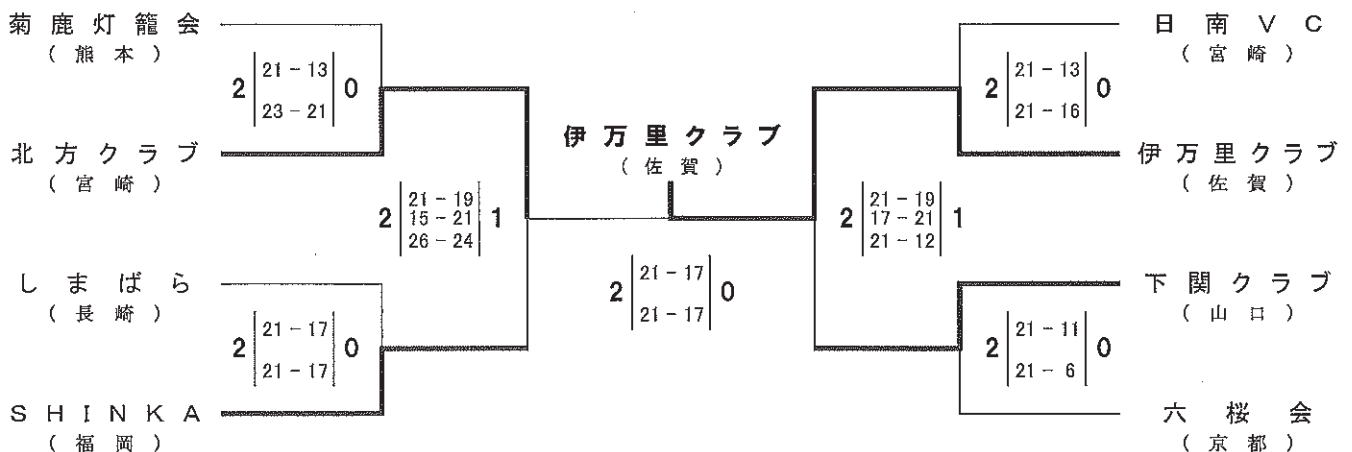 菊鹿灯籠会
(熊本)
2 21-13 0
23-21
北方クラブ
(宮崎)
2 21-19 1
15-21
26-24
しまばら
(長崎)
2 21-17 0
21-17
SHINKA
(福岡)
伊万里クラブ
(佐賀)
2 21-17 0
21-17
日南VC
(宮崎)
2 21-13 0
21-16
伊万里クラブ
(佐賀)
2 21-19 1
17-21
21-12
下関クラブ
(山口)
2 21-11 0
21-6
六桜会
(京都)